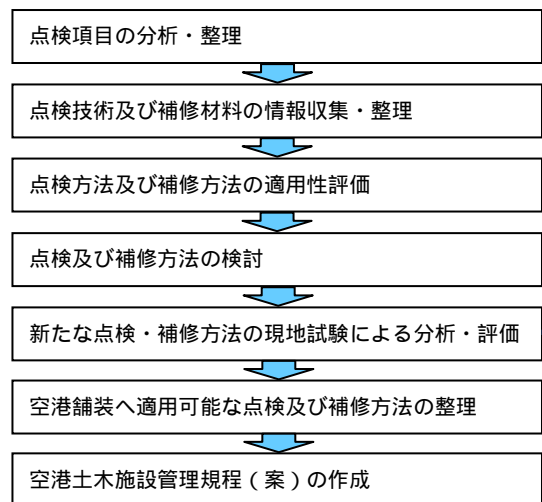 点検項目の分析・整理
点検技術及び補修材料の情報収集・整理
点検方法及び補修方法の適用性評価
点検及び補修方法の検討
新たな点検・補修方法の現地試験による分析・評価
空港舗装へ適用可能な点検及び補修方法の整理
空港土木施設管理規程（案）の作成